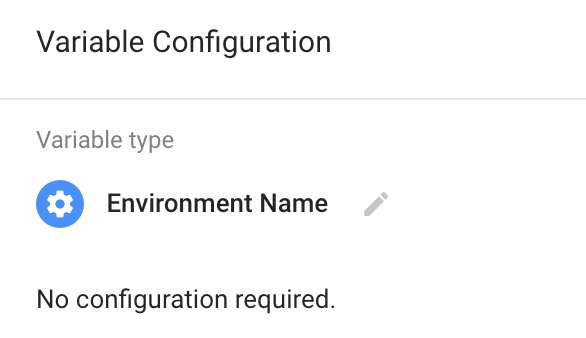 Variable Configuration
Variable type
Environment Name
No configuration required.